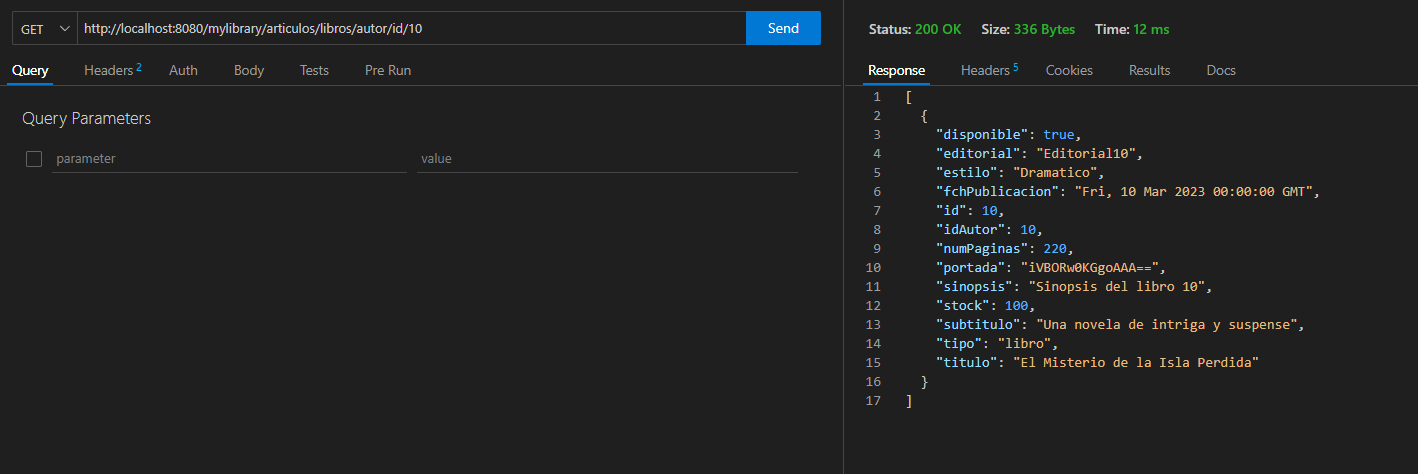 GET http://localhost:8080/mylibrary/articulos/libros/autor/id/10 Send
Query Headers 2 Auth Body Tests Pre Run
Query Parameters
parameter value
Status: 200 OK Size: 336 Bytes Time: 12 ms
Response Headers 5 Cookies Results Docs
1 [
2 {
3 "disponible": true,
4 "editorial": "Editorial10",
5 "estilo": "Dramatico",
6 "fchPublicacion": "Fri, 10 Mar 2023 00:00:00 GMT",
7 "id": 10,
8 "idAutor": 10,
9 "numPaginas": 220,
10 "portada": "iVBORw0KGgoAAA==",
11 "sinopsis": "Sinopsis del libro 10",
12 "stock": 100,
13 "subtitulo": "Una novela de intriga y suspense",
14 "tipo": "libro",
15 "titulo": "El Misterio de la Isla Perdida"
16 }
17 ]